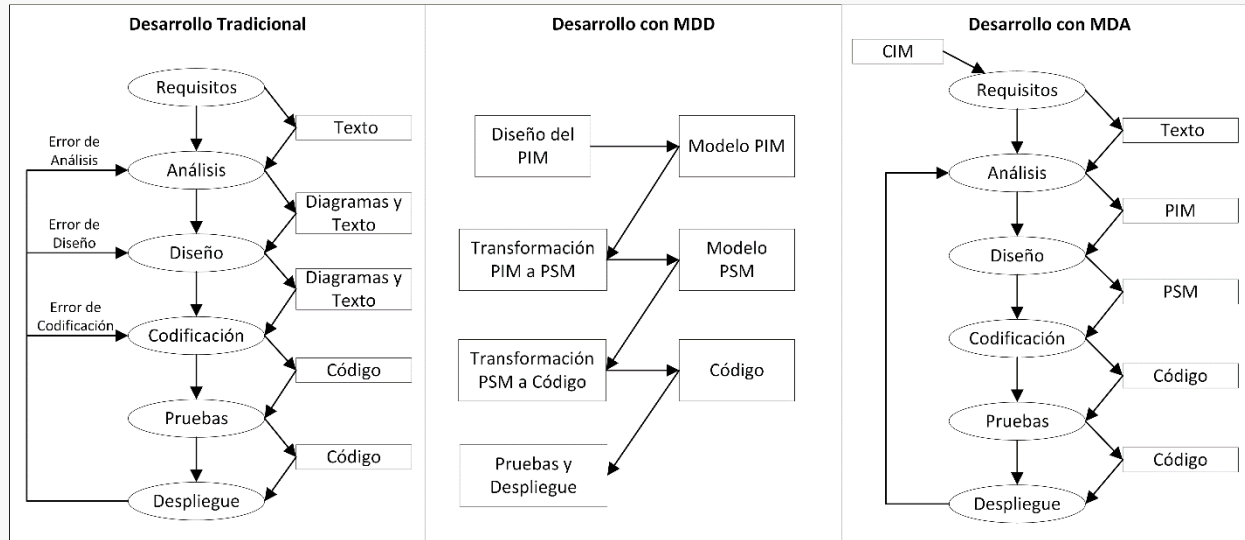 Desarrollo Tradicional
Requisitos
Texto
Error de
Análisis
Análisis
Diagramas y
Texto
Error de
Diseño
Diseño
Diagramas y
Texto
Error de
Codificación
Codificación
Código
Pruebas
Código
Despliegue
Desarrollo con MDD
Diseño del
PIM
Modelo PIM
Transformación
PIM a PSM
Modelo
PSM
Transformación
PSM a Código
Código
Pruebas y
Despliegue
Desarrollo con MDA
CIM
Requisitos
Texto
Análisis
PIM
Diseño
PSM
Codificación
Código
Pruebas
Código
Despliegue